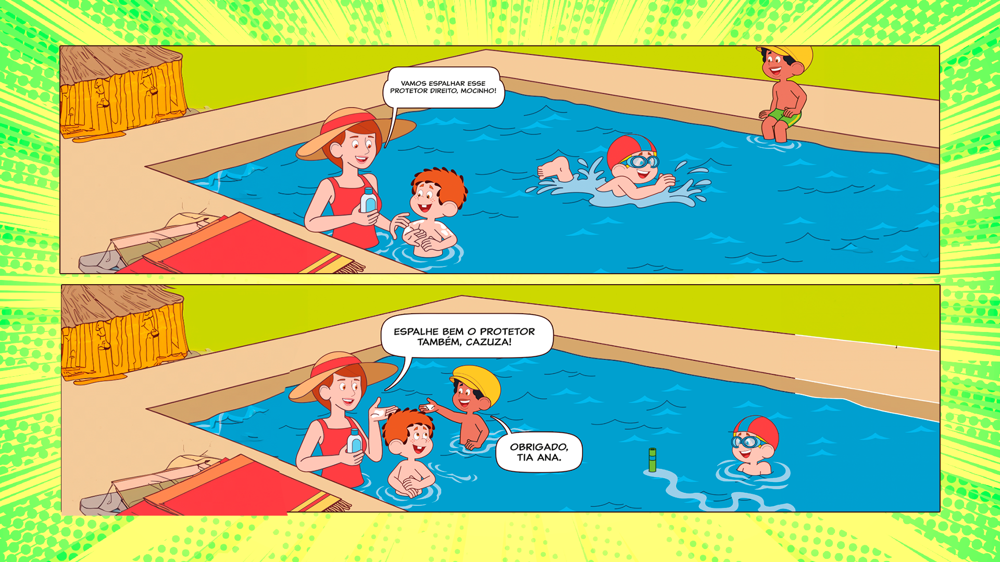 VAMOS ESPALHAR ESSE
PROTETOR DIREITO, MOCINHO!
ESPALHE BEM O PROTETOR
TAMBÉM, CAZUZA!
OBRIGADO,
TIA ANA.